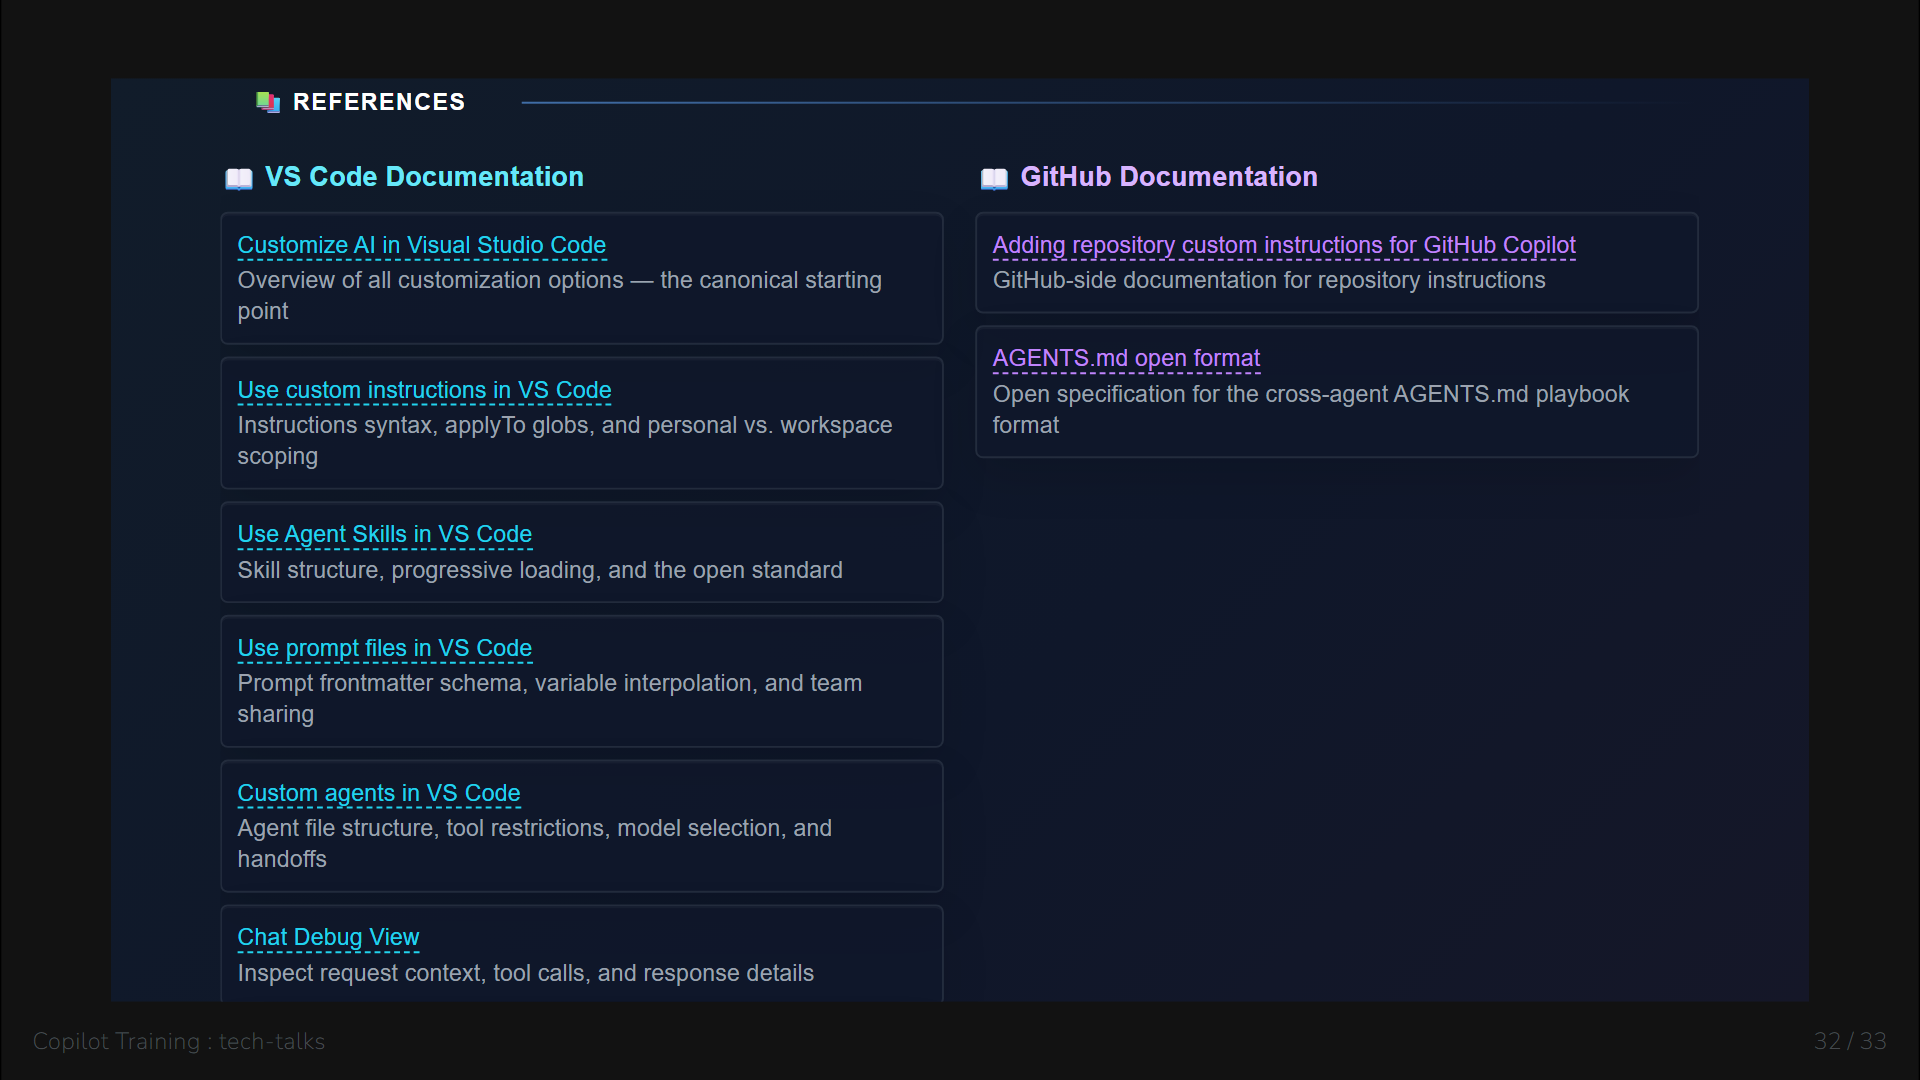 REFERENCES
VS Code Documentation
Customize AI in Visual Studio Code
Overview of all customization options — the canonical starting
point
Use custom instructions in VS Code
Instructions syntax, applyTo globs, and personal vs. workspace
scoping
Use Agent Skills in VS Code
Skill structure, progressive loading, and the open standard
Use prompt files in VS Code
Prompt frontmatter schema, variable interpolation, and team
sharing
Custom agents in VS Code
Agent file structure, tool restrictions, model selection, and
handoffs
Chat Debug View
Inspect request context, tool calls, and response details
GitHub Documentation
Adding repository custom instructions for GitHub Copilot
GitHub-side documentation for repository instructions
AGENTS.md open format
Open specification for the cross-agent AGENTS.md playbook
format
Copilot Training : tech-talks
32 / 33